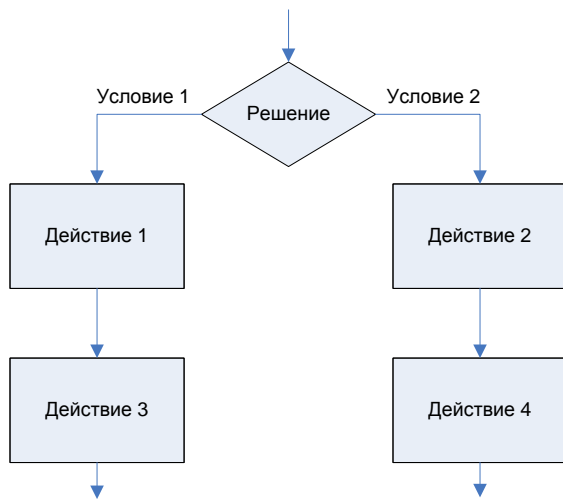 Условие 1
Условие 2
Решение
Действие 1
Действие 2
Действие 3
Действие 4